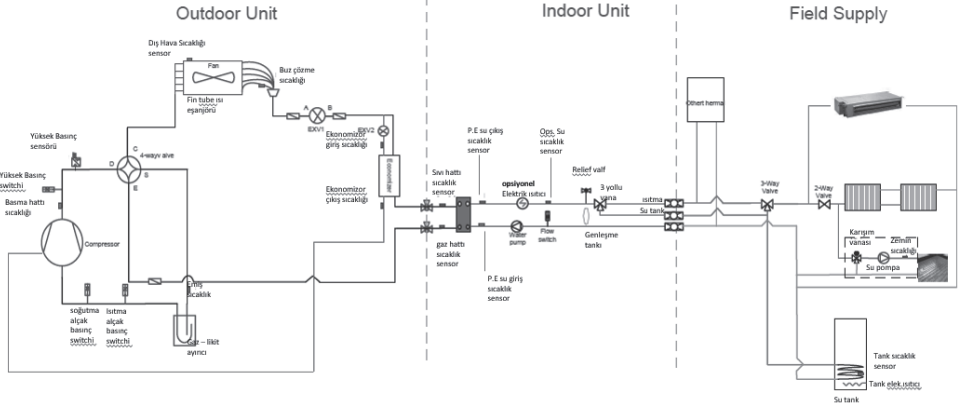 Outdoor Unit
Indoor Unit
Field Supply
Dış Hava Sıcaklığı
sensor
Fan
Buz çözme
sıcaklığı
Fin tube ısı
eşanjörü
A
B
EXV1
EXV2
Ekonomizör
giriş sıcaklığı
Economizer
Ekonomizor
çıkış sıcaklığı
Yüksek Basınç
sensörü
Yüksek Basınç
switchi
Basma hattı
sıcaklığı
C
D
S
E
4-wayv alve
Compressor
soğutma
alçak
basınç
switchi
Isıtma
alçak
basınç
switchi
Emiş
sıcaklık
Gaz – likit
ayırıcı
Sıvı hattı
sıcaklık
sensor
gaz hattı
sıcaklık
sensor
P.E su çıkış
sıcaklık
sensor
Ops. Su
sıcaklık
sensor
opsiyonel
Elektrik ısıtıcı
Relief valf
3 yollu
vana
Water
pump
Flow
switch
Genleşme
tankı
P.E su giriş
sıcaklık
sensor
ısıtma
Su tank
Othert herma
3-Way
Valve
2-Way
Valve
Karışım
vanası
Zemin
sıcaklığı
Su pompa
Tank sıcaklık
sensor
Tank elek.ısıtıcı
Su tank